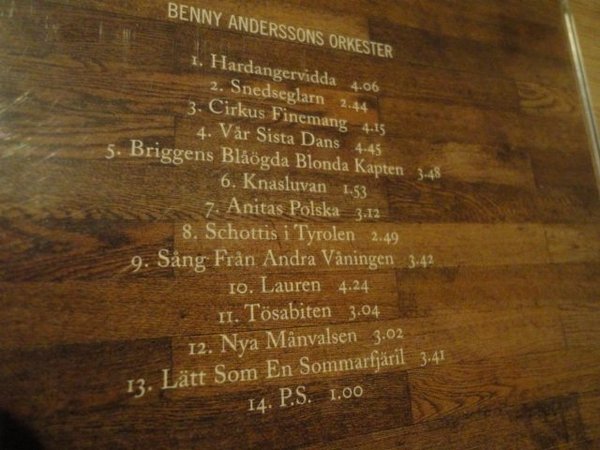 BENNY ANDERSSONS ORKESTER
1. Hardangervidda 4.06
2. Snedseglarn 2.44
3. Cirkus Finemang 4.15
4. Vår Sista Dans 4.45
5. Briggens Blåögda Blonda Kapten 3.48
6. Knasluvan 1.53
7. Anitas Polska 3.12
8. Schottis i Tyrolen 2.49
9. Sång Från Andra Våningen 3.42
10. Lauren 4.24
11. Tösabiten 3.04
12. Nya Månvalsen 3.02
13. Lätt Som En Sommarfjäril 3.41
14. P.S. 1.00